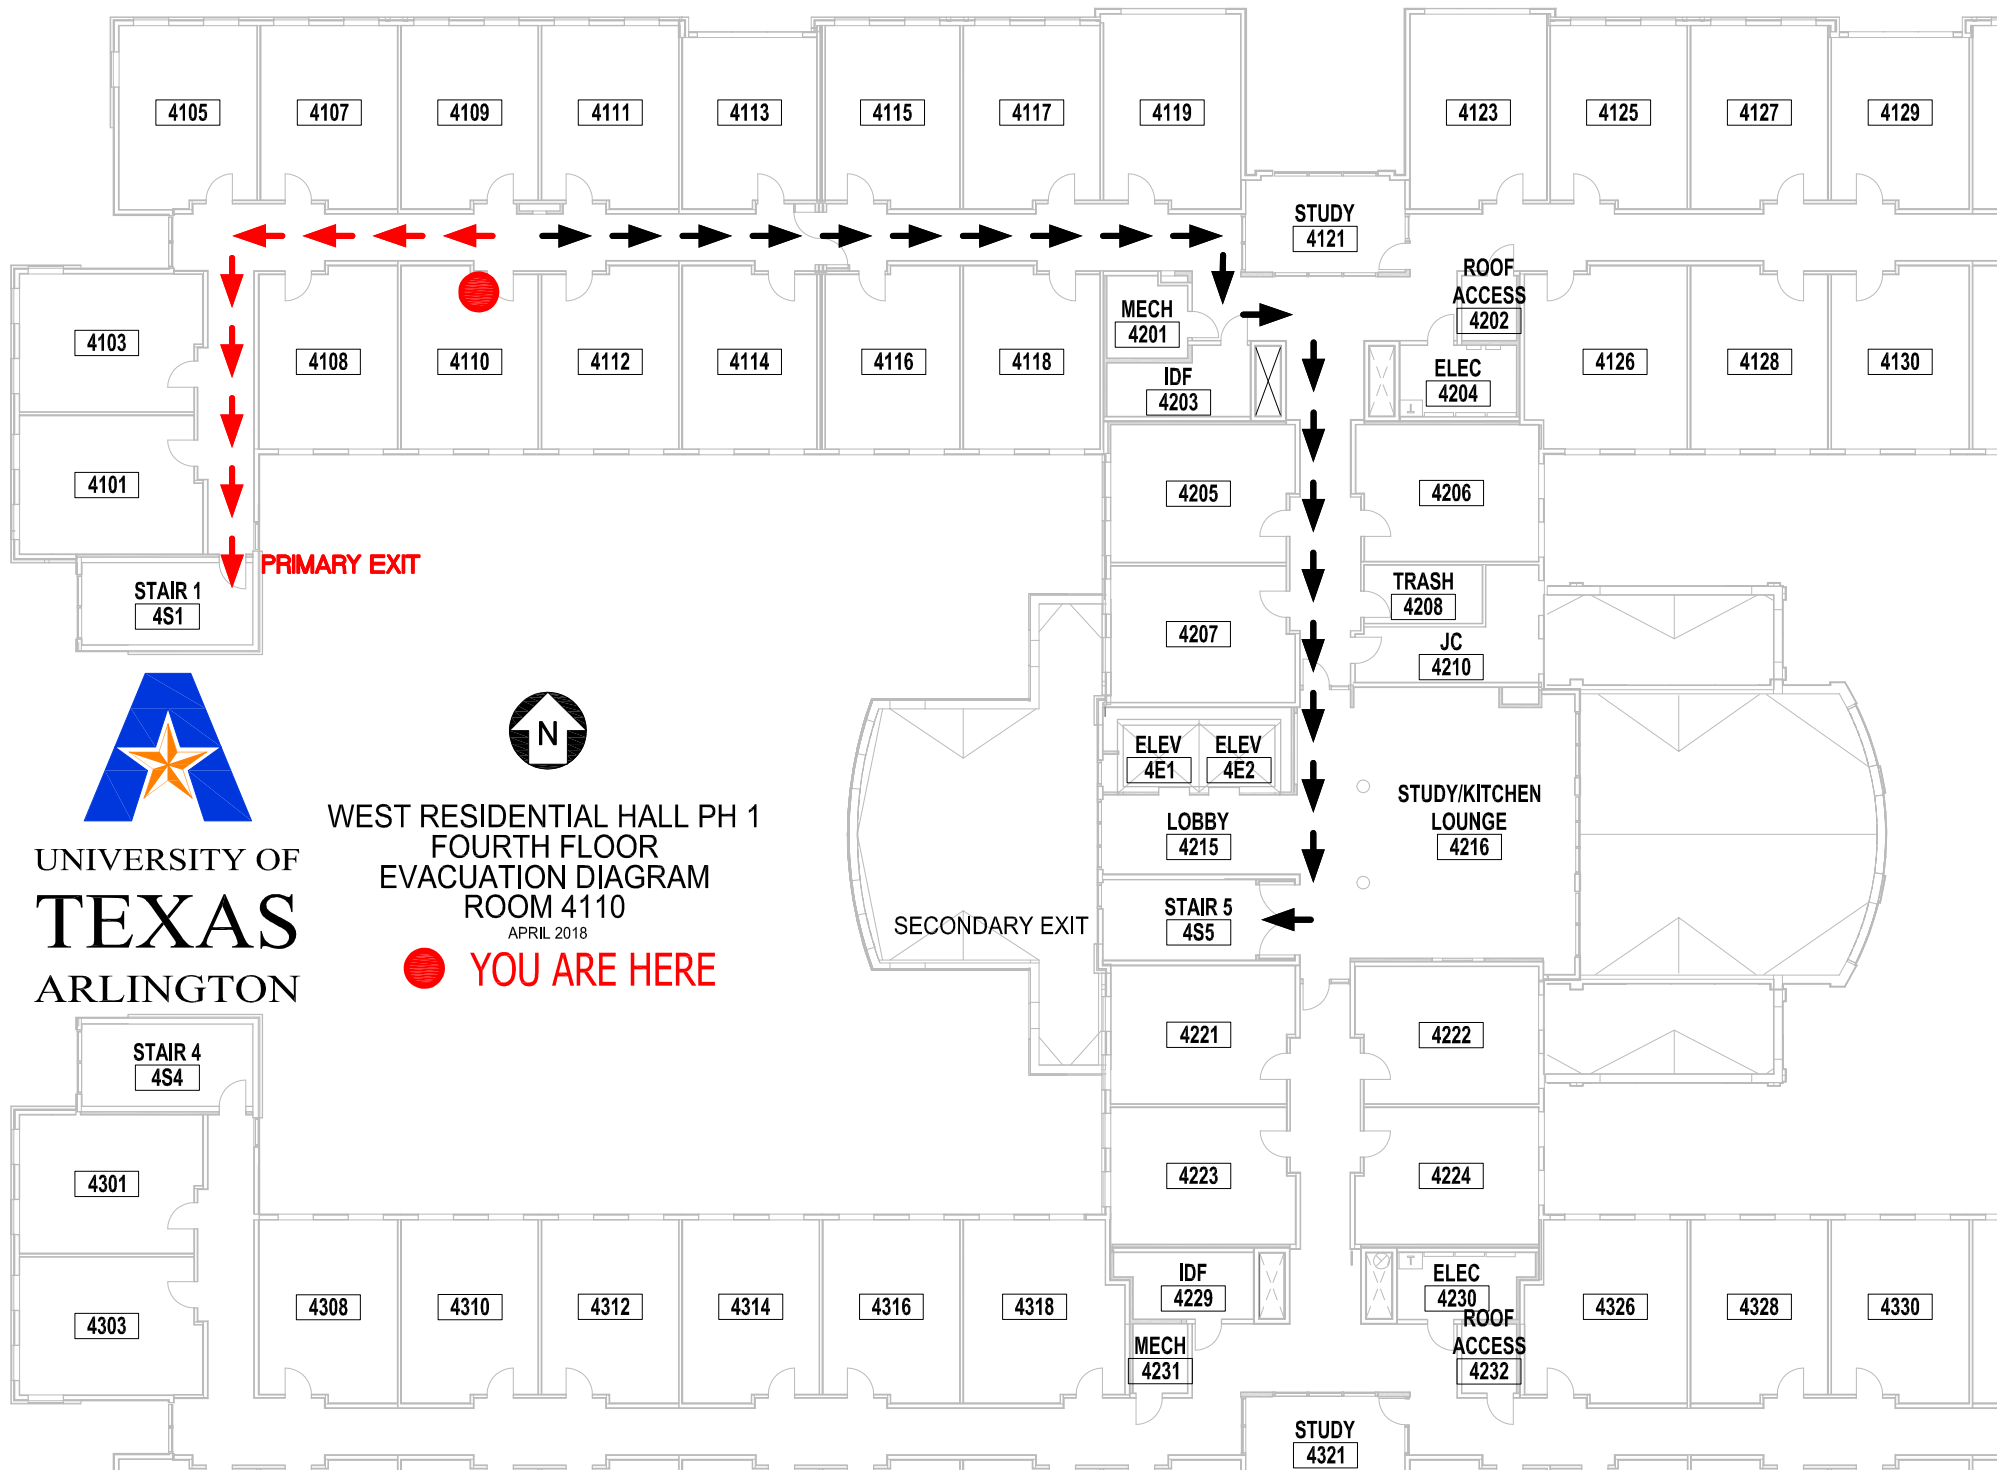 4105
4107
4109
4111
4113
4115
4117
4119
4123
4125
4127
4129
STUDY
4121
ROOF
ACCESS
4202
MECH
4201
4103
4108
4110
4112
4114
4116
4118
IDF
4203
ELEC
4204
4126
4128
4130
4101
4205
4206
PRIMARY EXIT
STAIR 1
4S1
TRASH
4208
4207
JC
4210
N
ELEV
4E1
ELEV
4E2
STUDY/KITCHEN
LOUNGE
4216
LOBBY
4215
WEST RESIDENTIAL HALL PH 1
FOURTH FLOOR
EVACUATION DIAGRAM
ROOM 4110
APRIL 2018
YOU ARE HERE
UNIVERSITY OF
TEXAS
ARLINGTON
SECONDARY EXIT
STAIR 5
4S5
STAIR 4
4S4
4221
4222
4301
4223
4224
4303
4308
4310
4312
4314
4316
4318
IDF
4229
T
ELEC
4230
ROOF
ACCESS
4232
MECH
4231
4326
4328
4330
STUDY
4321